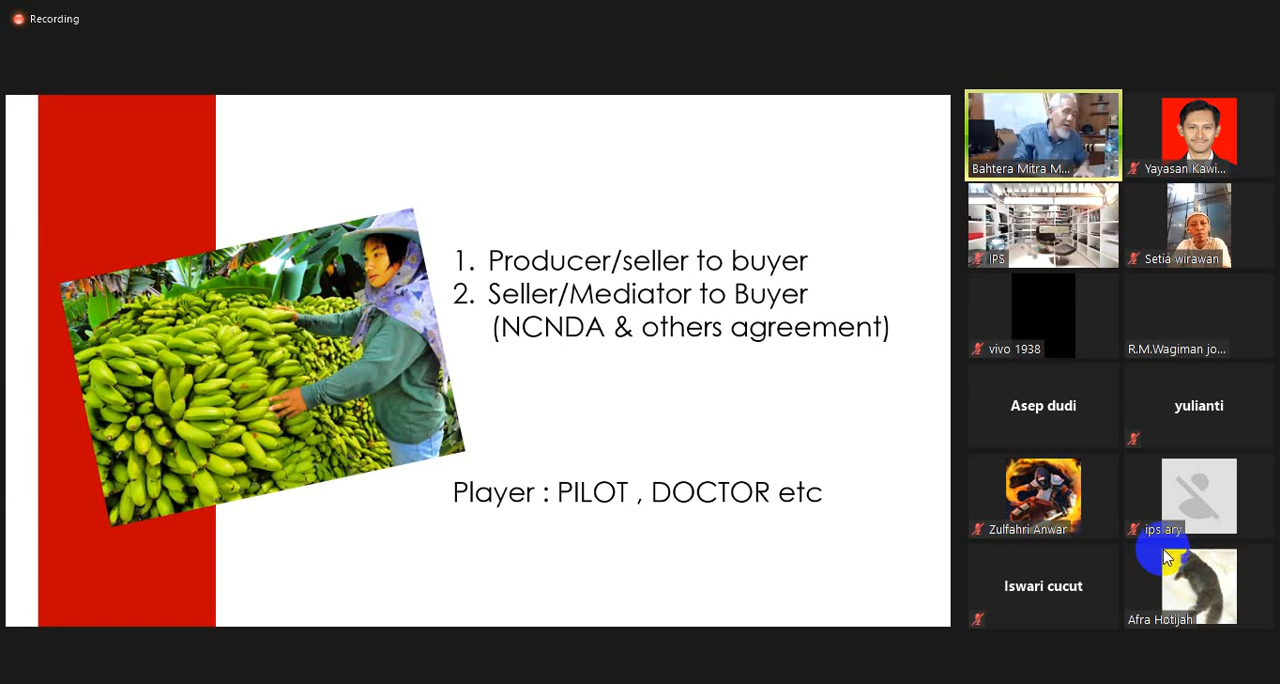 Recording
1. Producer/seller to buyer
2. Seller/Mediator to Buyer
(NCNDA & others agreement)
Player : PILOT , DOCTOR etc
Bahtera Mitra M...
Yayasan Kawi...
IPS
Setia wirawan
vivo 1938
R.M.Wagiman jo...
Asep dudi
yulianti
Zulfahri Anwar
ips ary
Iswari cucut
Afra Hotijah